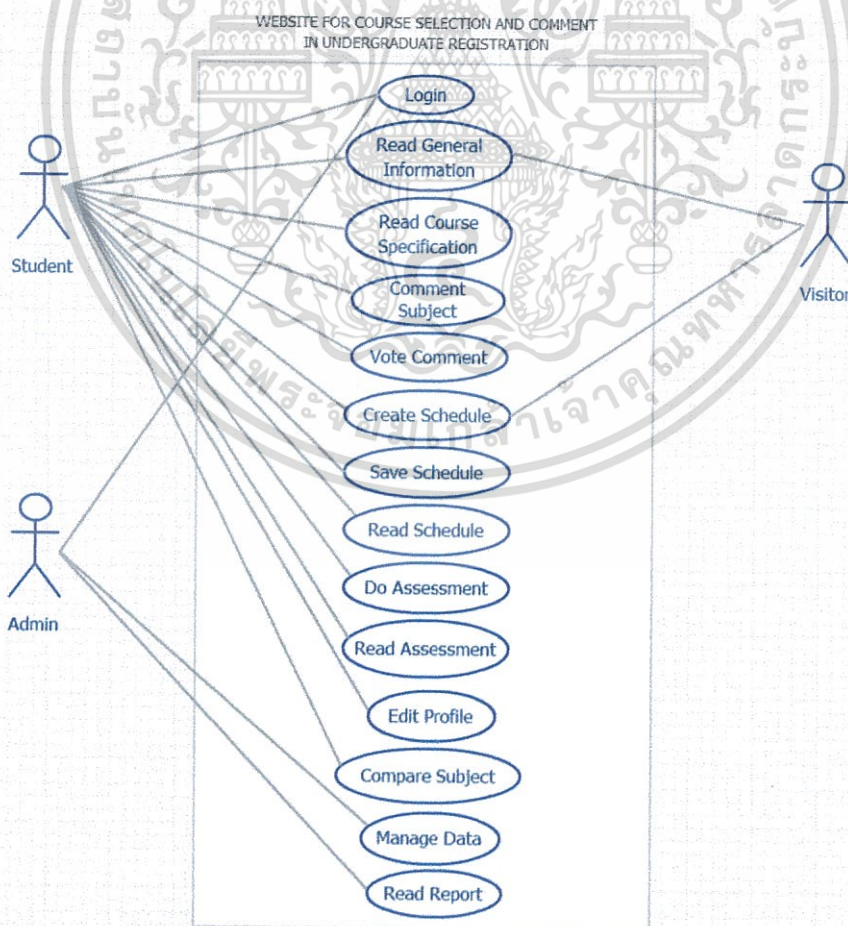 WEBSITE FOR COURSE SELECTION AND COMMENT
IN UNDERGRADUATE REGISTRATION
Login
Read General
Information
Student
Read Course
Specification
Visitor
Comment
Subject
Vote Comment
Create Schedule
Save Schedule
Read Schedule
Admin
Do Assessment
Read Assessment
Edit Profile
Compare Subject
Manage Data
Read Report